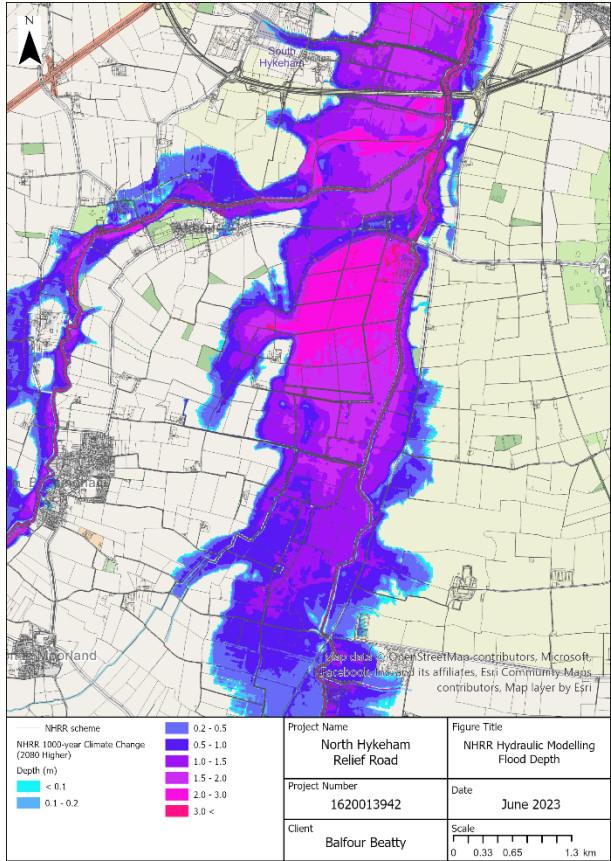 N
South
Hykeham
Map data © OpenStreetMap contributors, Microsoft,
Facebook, Inc. and its affiliates, Esri Community Maps
contributors, Map layer by Esri
NHRR scheme
NHRR 1000-year Climate Change
(2080 Higher)
Depth (m)
< 0.1
0.1 - 0.2
0.2 - 0.5
0.5 - 1.0
1.0 - 1.5
1.5 - 2.0
2.0 - 3.0
3.0 <
Project Name
North Hykeham
Relief Road
Figure Title
NHRR Hydraulic Modelling
Flood Depth
Project Number
1620013942
Date
June 2023
Client
Balfour Beatty
Scale
0 0.33 0.65 1.3 km